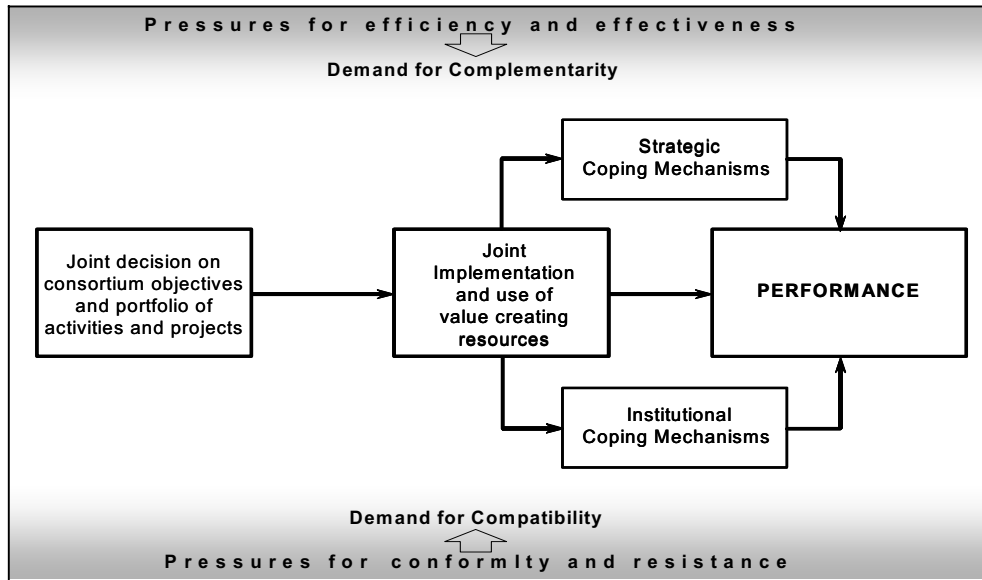 Pressures for efficiency and effectiveness
Demand for Complementarity
Strategic
Coping Mechanisms
Joint decision on
consortium objectives
and portfolio of
activities and projects
Joint
Implementation
and use of
value creating
resources
PERFORMANCE
Institutional
Coping Mechanisms
Demand for Compatibility
Pressures for conformIty and resistance